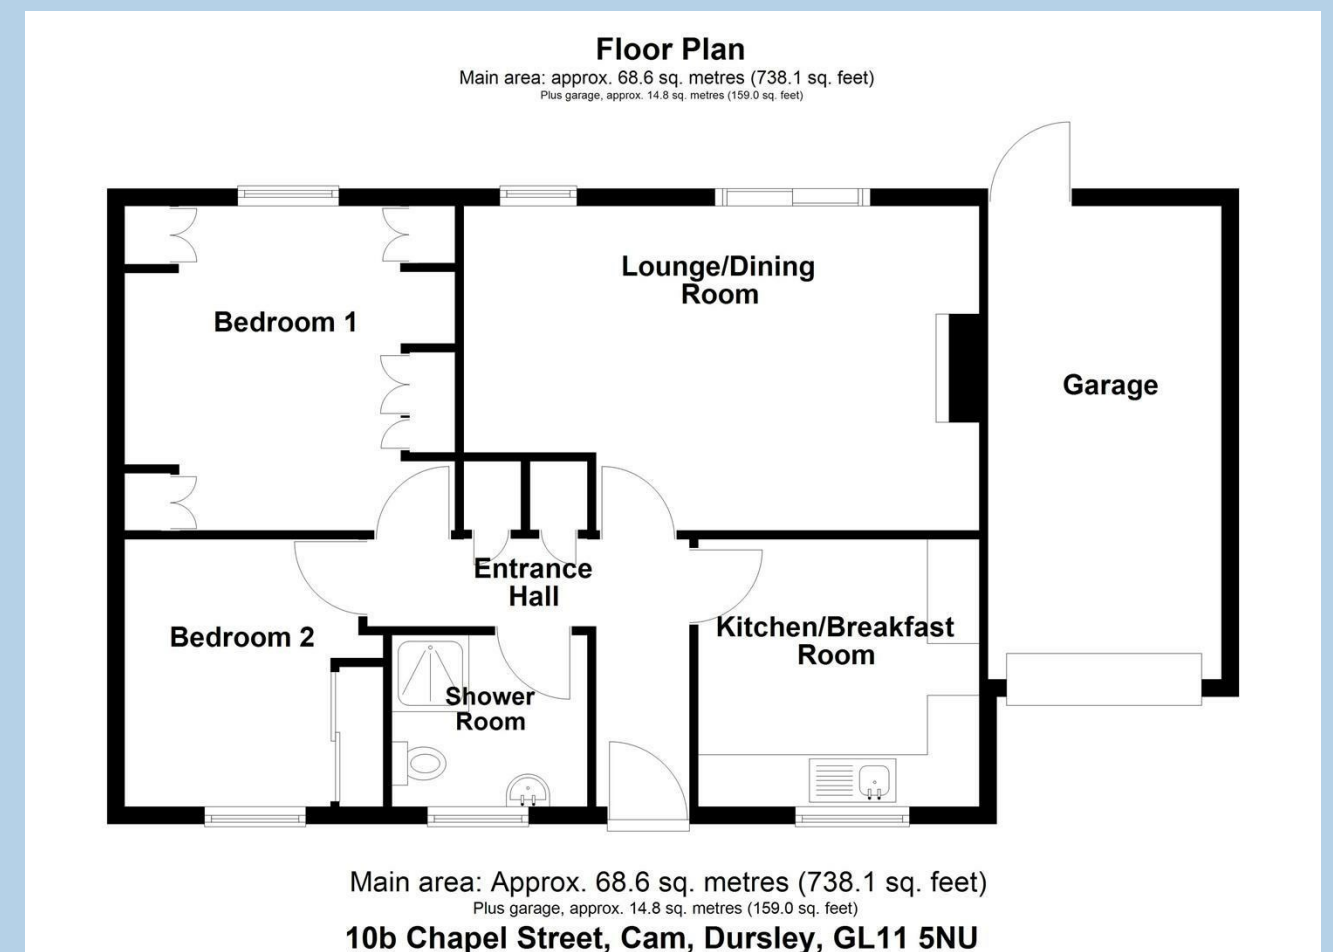 Floor Plan
Main area: approx. 68.6 sq. metres (738.1 sq. feet)
Plus garage, approx. 14.8 sq. metres (159.0 sq. feet)
Lounge/Dining
Room
Bedroom 1
Garage
Entrance
Hall
Bedroom 2
Kitchen/Breakfast
Room
Shower
Room
Main area: Approx. 68.6 sq. metres (738.1 sq. feet)
Plus garage, approx. 14.8 sq. metres (159.0 sq. feet)
10b Chapel Street, Cam, Dursley, GL11 5NU